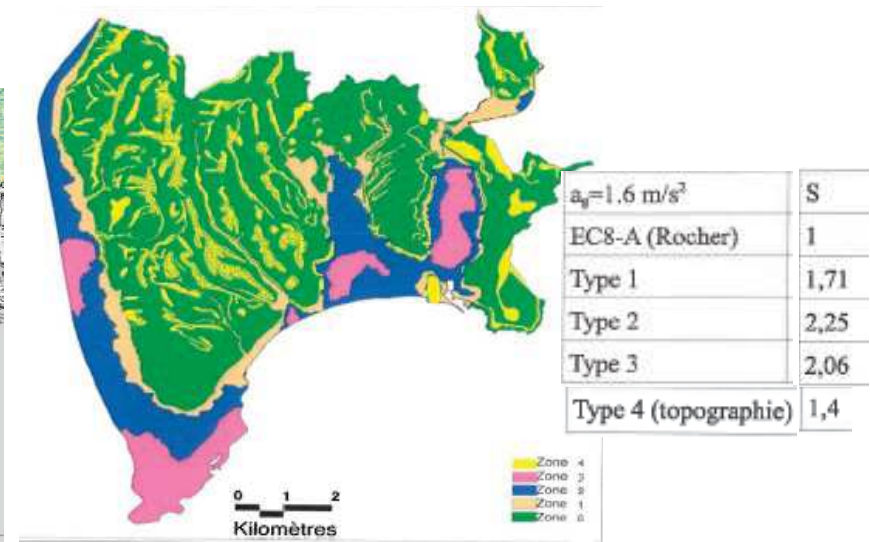 a_g=1.6 m/s² S
EC8-A (Rocher) 1
Type 1 1,71
Type 2 2,25
Type 3 2,06
Type 4 (topographie) 1,4
Zone 4
Zone 3
Zone 2
Zone 1
Zone 0
0 1 2
Kilomètres